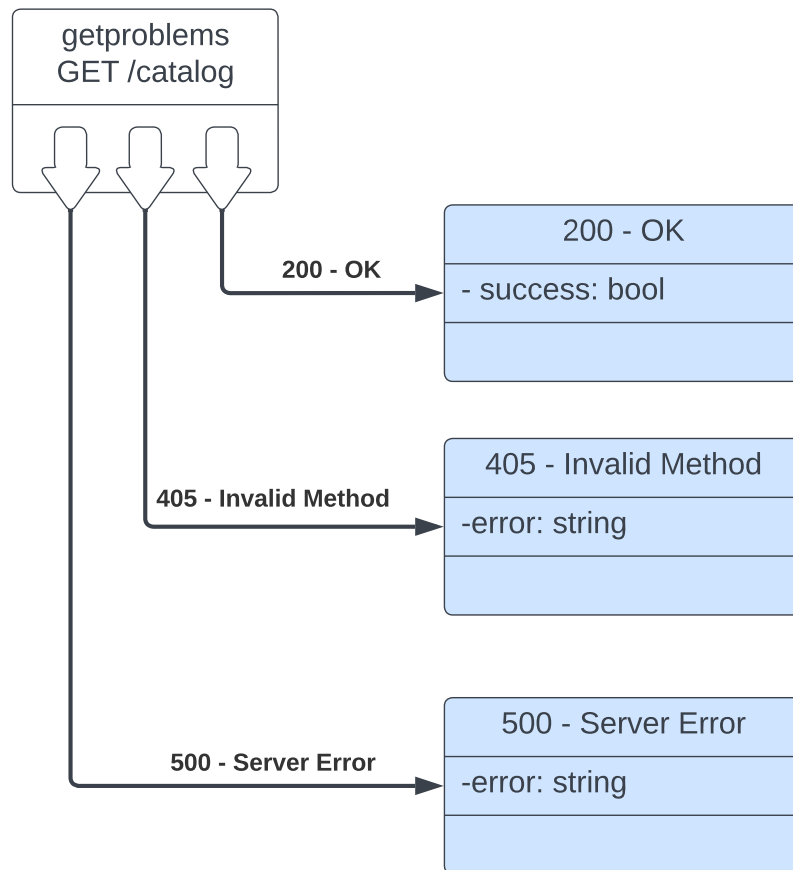 getproblems
GET /catalog
200 - OK
200 - OK
- success: bool
405 - Invalid Method
405 - Invalid Method
-error: string
500 - Server Error
500 - Server Error
-error: string